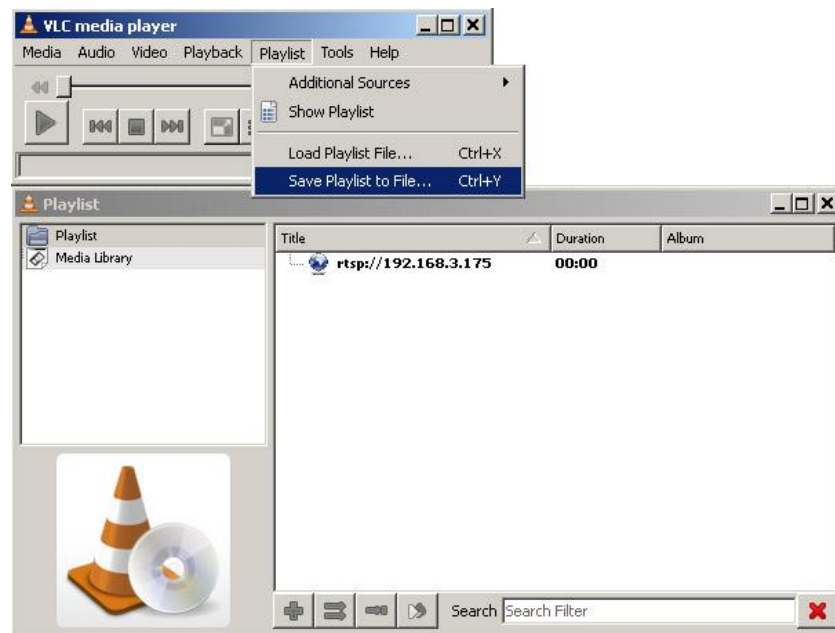 VLC media player
Media Audio Video Playback Playlist Tools Help
Additional Sources
Show Playlist
Load Playlist File... Ctrl+X
Save Playlist to File... Ctrl+Y
Playlist
Playlist
Media Library
Title Duration Album
rtsp://192.168.3.175 00:00
Search Search Filter